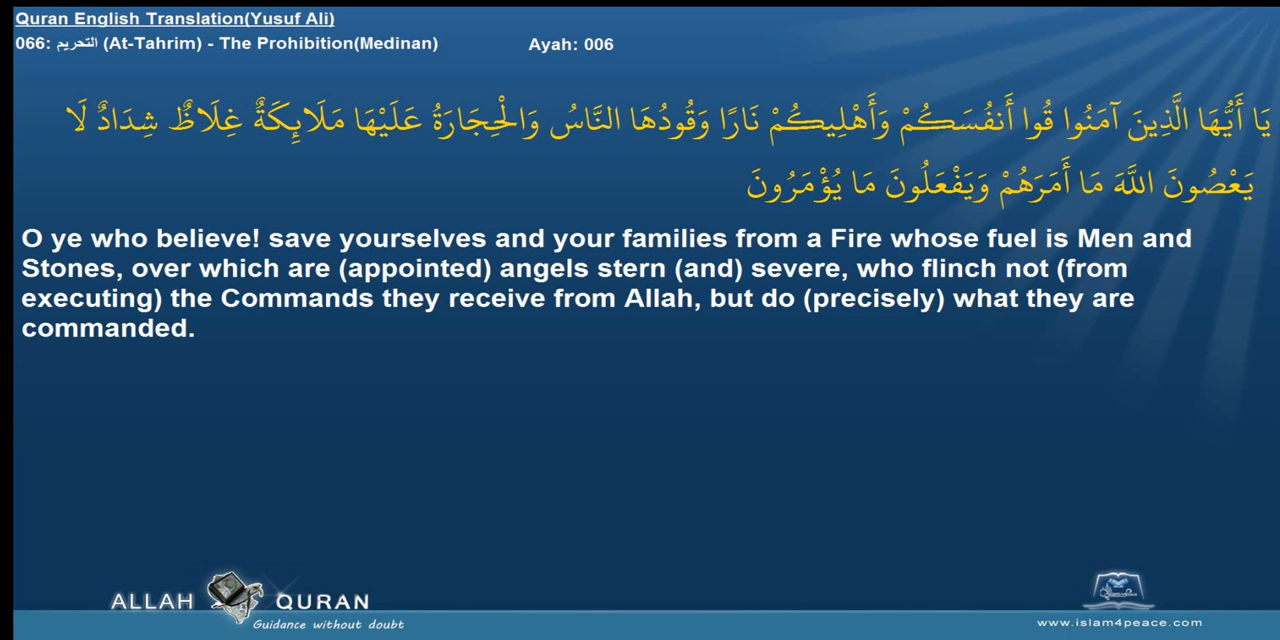 Quran English Translation(Yusuf Ali)
066: التحريم (At-Tahrim) - The Prohibition(Medinan) Ayah: 006
يَا أَيُّهَا الَّذِينَ آمَنُوا قُوا أَنفُسَكُمْ وَأَهْلِيكُمْ نَارًا وَقُودُهَا النَّاسُ وَالْحِجَارَةُ عَلَيْهَا مَلَائِكَةٌ غِلَاظٌ شِدَادٌ لَا
يَعْصُونَ اللَّهَ مَا أَمَرَهُمْ وَيَفْعَلُونَ مَا يُؤْمَرُونَ
O ye who believe! save yourselves and your families from a Fire whose fuel is Men and
Stones, over which are (appointed) angels stern (and) severe, who flinch not (from
executing) the Commands they receive from Allah, but do (precisely) what they are
commanded.
ALLAH QURAN
Guidance without doubt
www.islam4peace.com